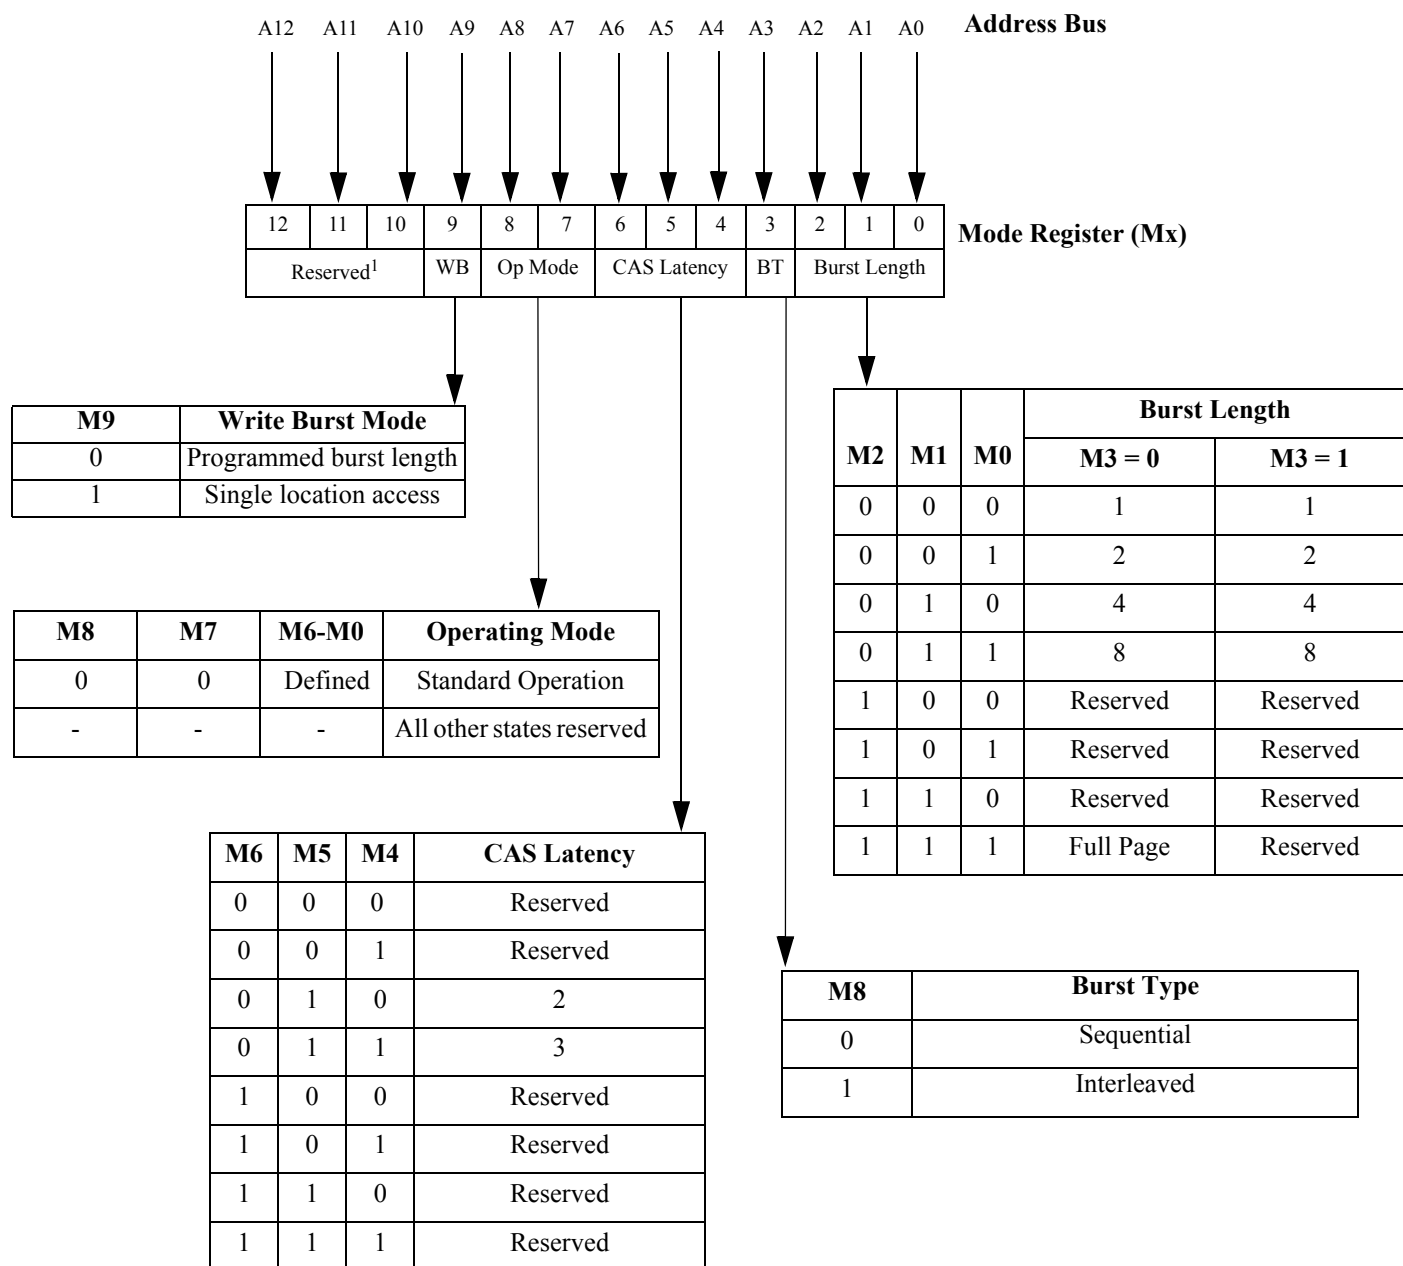 A12 A11 A10 A9 A8 A7 A6 A5 A4 A3 A2 A1 A0 Address Bus
12 11 10 9 8 7 6 5 4 3 2 1 0 Mode Register (Mx)
Reserved1 WB Op Mode CAS Latency BT Burst Length
M9 Write Burst Mode
0 Programmed burst length
1 Single location access
M8 M7 M6-M0 Operating Mode
0 0 Defined Standard Operation
- - - All other states reserved
M6 M5 M4 CAS Latency
0 0 0 Reserved
0 0 1 Reserved
0 1 0 2
0 1 1 3
1 0 0 Reserved
1 0 1 Reserved
1 1 0 Reserved
1 1 1 Reserved
Burst Length
M2 M1 M0 M3 = 0 M3 = 1
0 0 0 1 1
0 0 1 2 2
0 1 0 4 4
0 1 1 8 8
1 0 0 Reserved Reserved
1 0 1 Reserved Reserved
1 1 0 Reserved Reserved
1 1 1 Full Page Reserved
M8 Burst Type
0 Sequential
1 Interleaved